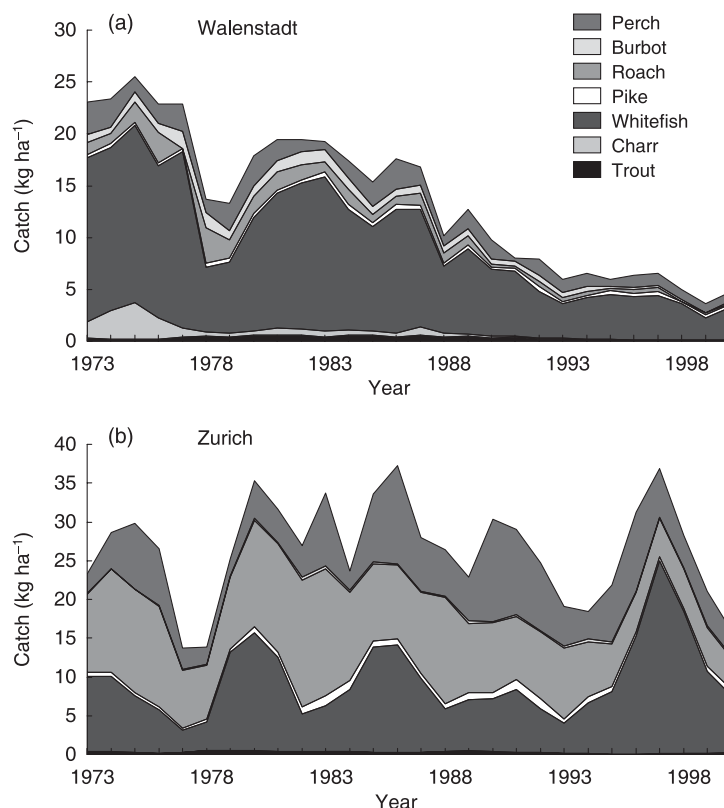 (a) Walenstadt
Perch
Burbot
Roach
Pike
Whitefish
Charr
Trout
30
25
20
15
10
5
0
Catch (kg ha⁻¹)
1973 1978 1983 1988 1993 1998
Year
(b) Zurich
40
35
30
25
20
15
10
5
0
Catch (kg ha⁻¹)
1973 1978 1983 1988 1993 1998
Year